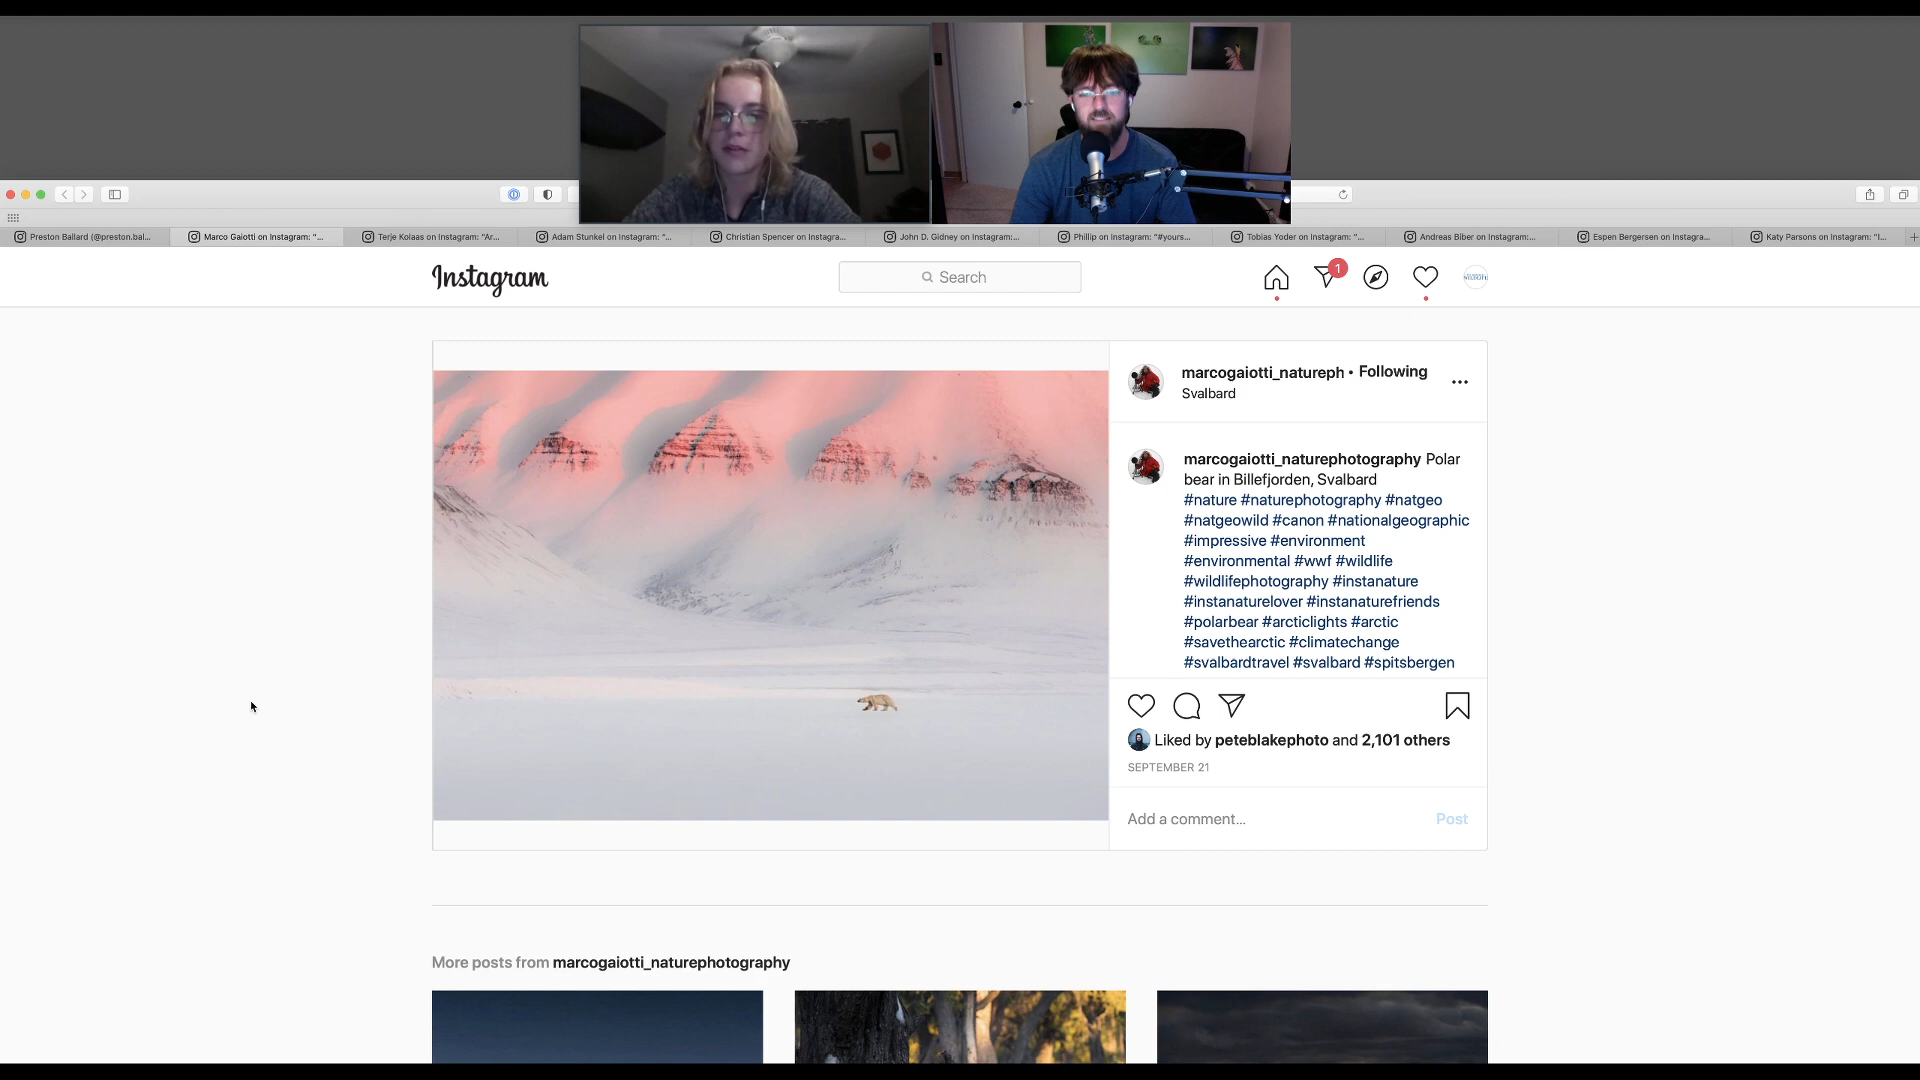 Preston Ballard (@preston.bal...
Marco Gaiotti on Instagram: “...
Terje Kolaas on Instagram: “Ar...
Adam Stunkel on Instagram: “...
Christian Spencer on Instagra...
John D. Gidney on Instagram:...
Phillip on Instagram: “#yours...
Tobias Yoder on Instagram: “...
Andreas Biber on Instagram:...
Espen Bergersen on Instagra...
Katy Parsons on Instagram: “I...
Instagram
Search
1
marcogaiotti_natureph • Following
Svalbard
marcogaiotti_naturephotography Polar
bear in Billefjorden, Svalbard
#nature #naturephotography #natgeo
#natgeowild #canon #nationalgeographic
#impressive #environment
#environmental #wwf #wildlife
#wildlifephotography #instanature
#instanaturelover #instanaturefriends
#polarbear #arcticlights #arctic
#savethearctic #climatechange
#svalbardtravel #svalbard #spitsbergen
Liked by peteblakephoto and 2,101 others
SEPTEMBER 21
Add a comment...
Post
More posts from marcogaiotti_naturephotography